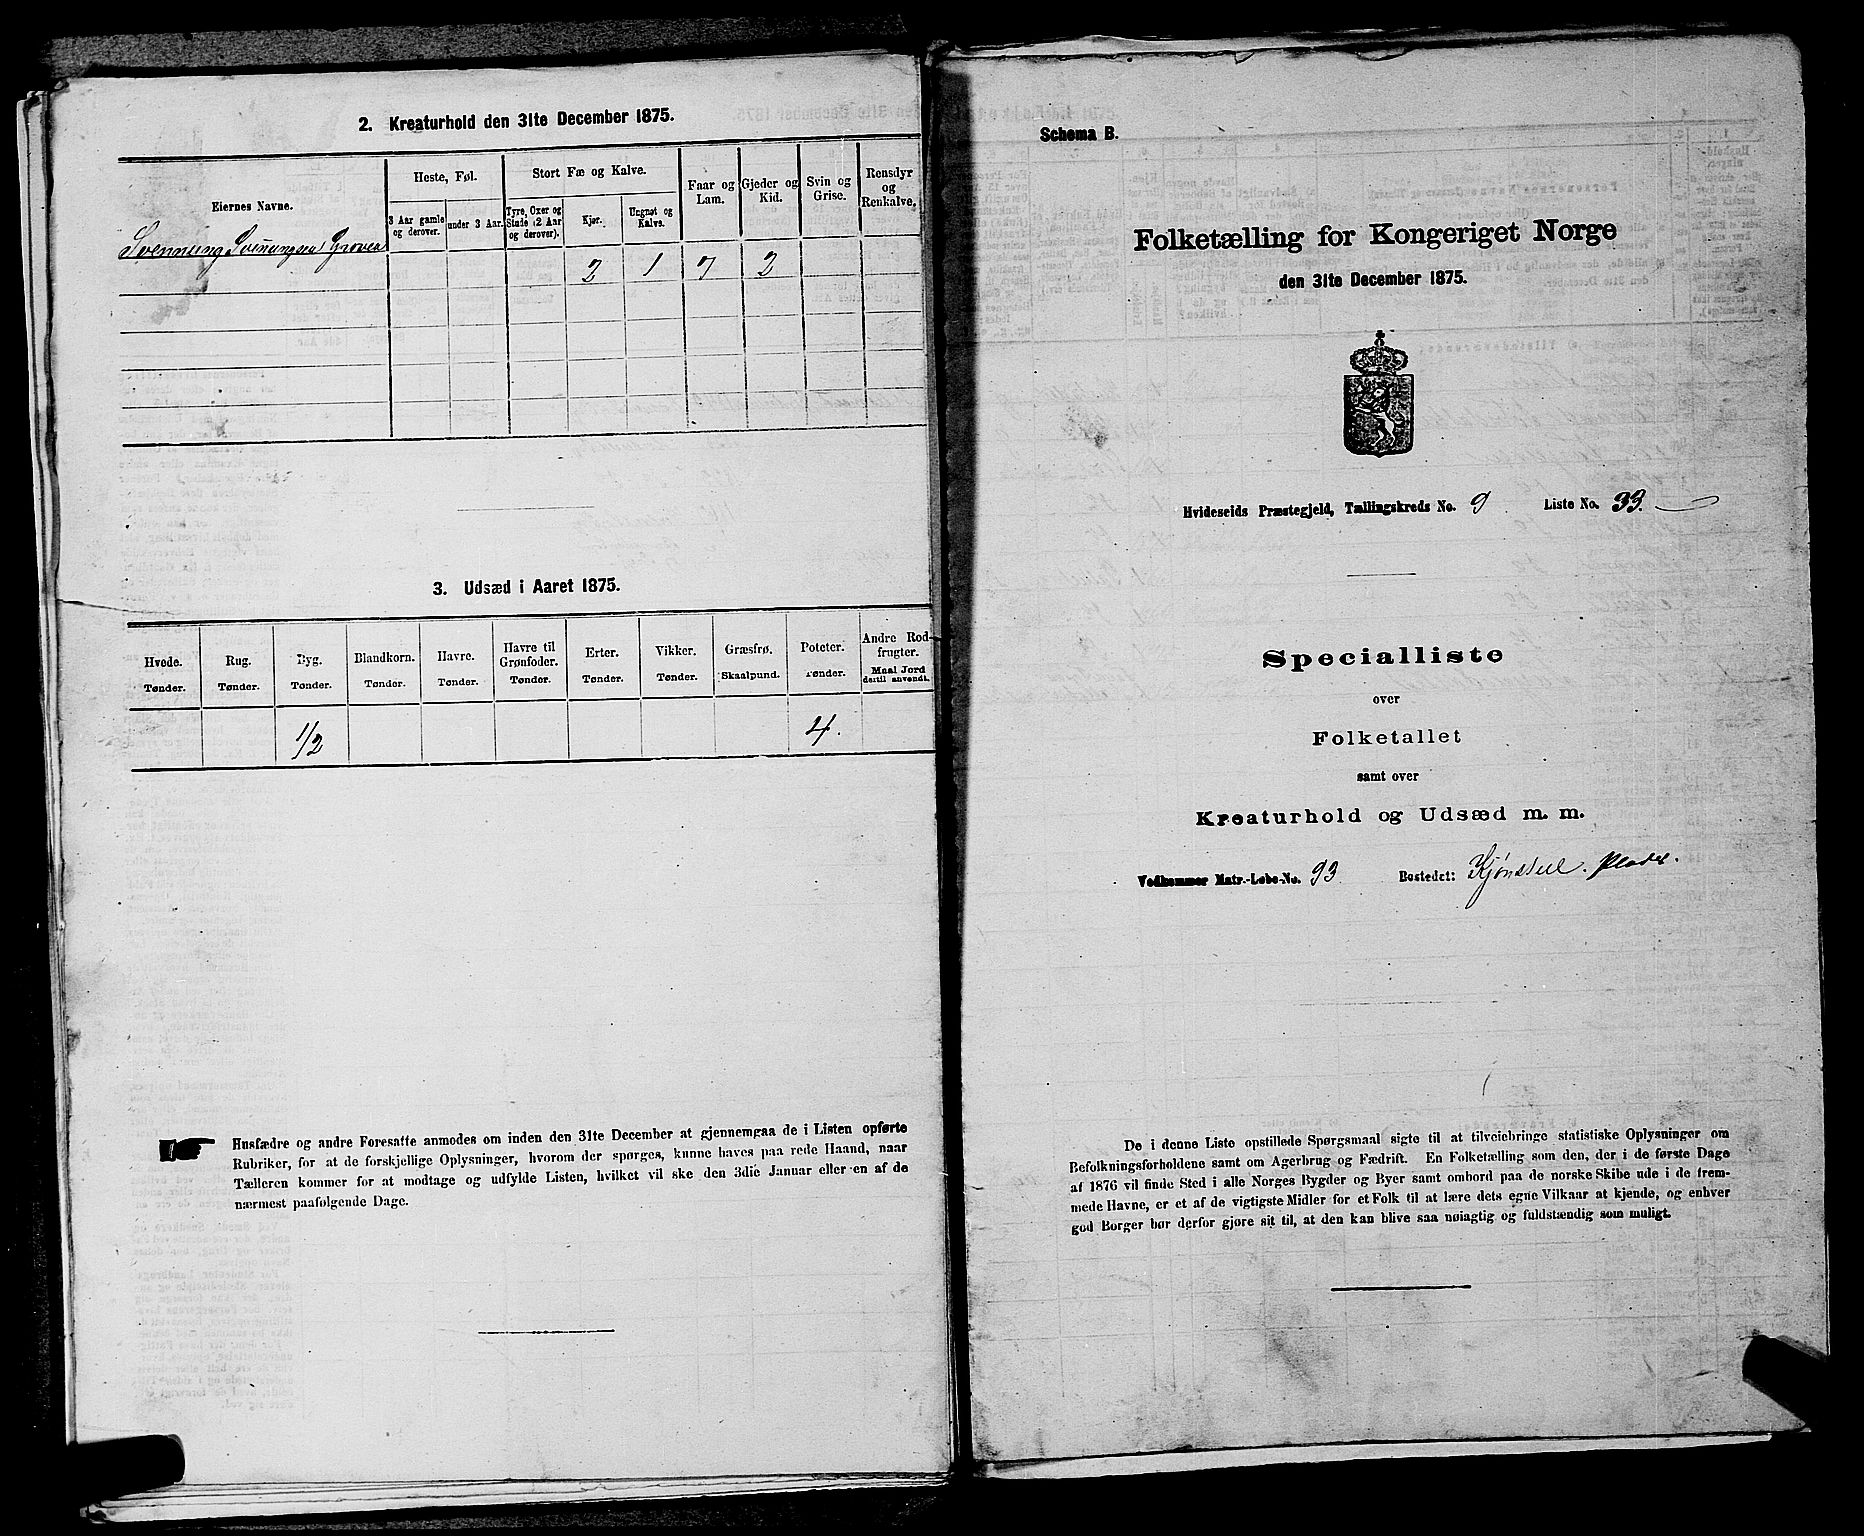 2. Kreaturhold den 31te December 1875.
Eiernes Navne.
Heste, Føl.
3 Aar gamle og derover.
under 3 Aar.
Stort Fæ og Kalve.
Tyre, Oxer og Stude (2 Aar og derover).
Kjør.
Ungnøt og Kalve.
Faar og Lam.
Gjeder og Kid.
Svin og Grise.
Rensdyr og Renkalve.
Svennung Svennungsen Groven 2 1 7 2
3. Udsæd i Aaret 1875.
Hvede. Rug. Byg. Blandkorn. Havre. Havre til Grønfoder. Erter. Vikker. Græsfrø. Poteter. Andre Rodfrugter.
Tønder. Tønder. Tønder. Tønder. Tønder. Tønder. Tønder. Tønder. Skaalpund. Tønder. Maal Jord dertil anvendt.
1/2 4.
Husfædre og andre Foresatte anmodes om inden den 31te December at gjennemgaa de i Listen opførte
Rubriker, for at de forskjellige Oplysninger, hvorom der spørges, kunne haves paa rede Haand, naar
Tælleren kommer for at modtage og udfylde Listen, hvilket vil ske den 3die Januar eller en af de
nærmest paafølgende Dage.
Schema B.
Folketælling for Kongeriget Norge
den 31te December 1875.
Hvideseids Præstegjeld, Tællingskreds No. 9 Liste No. 33.
Specialliste
over
Folketallet
samt over
Kreaturhold og Udsæd m. m.
Vedkommer Matr.-Løbe-No. 93 Bostedet: Kjønsteel. Plads.
De i denne Liste opstillede Spørgsmaal sigte til at tilveiebringe statistiske Oplysninger om
Befolkningsforholdene samt om Agerbrug og Fædrift. En Folketælling som den, der i de første Dage
af 1876 vil finde Sted i alle Norges Bygder og Byer samt ombord paa de norske Skibe ude i de frem-
mede Havne, er et af de vigtigste Midler for et Folk til at lære dets egne Vilkaar at kjende, og enhver
god Borger bør derfor gjøre sit til, at den kan blive saa nøiagtig og fuldstændig som muligt.